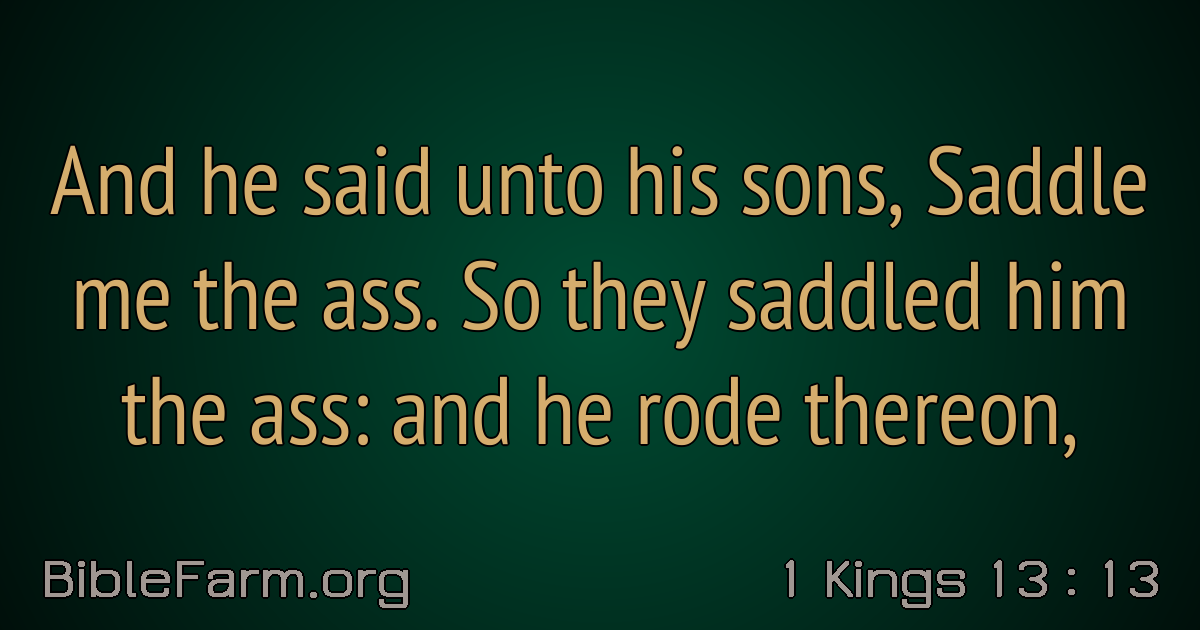 And he said unto his sons, Saddle
me the ass. So they saddled him
the ass: and he rode thereon,
BibleFarm.org
1 Kings 13:13